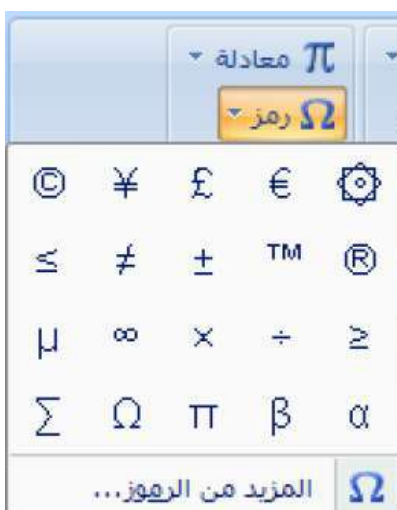 π معادلة
Ω رمز
۞ € £ ¥ ©
® ™ ± ≠ ≤
≥ ÷ × ∞ µ
α β π Ω ∑
Ω المزيد من الرموز...